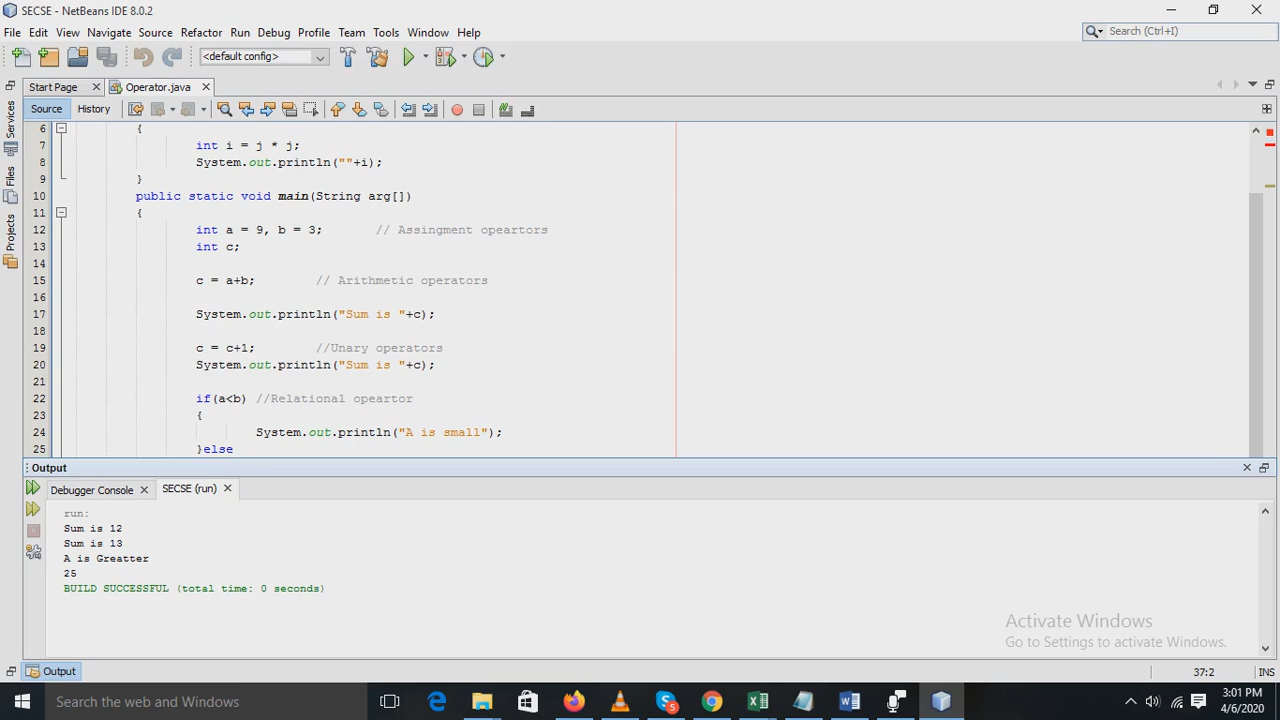 SECSE - NetBeans IDE 8.0.2
File Edit View Navigate Source Refactor Run Debug Profile Team Tools Window Help
Search (Ctrl+I)
<default config>
Start Page Operator.java
Source History
Services
Files
Projects
6 {
7 int i = j * j;
8 System.out.println(""+i);
9 }
10 public static void main(String arg[])
11 {
12 int a = 9, b = 3; // Assingment opeartors
13 int c;
14
15 c = a+b; // Arithmetic operators
16
17 System.out.println("Sum is "+c);
18
19 c = c+1; //Unary operators
20 System.out.println("Sum is "+c);
21
22 if(a<b) //Relational opeartor
23 {
24 System.out.println("A is small");
25 }else
Output
Debugger Console SECSE (run)
run:
Sum is 12
Sum is 13
A is Greatter
25
BUILD SUCCESSFUL (total time: 0 seconds)
Activate Windows
Go to Settings to activate Windows.
Output
37:2 INS
Search the web and Windows
3:01 PM
4/6/2020